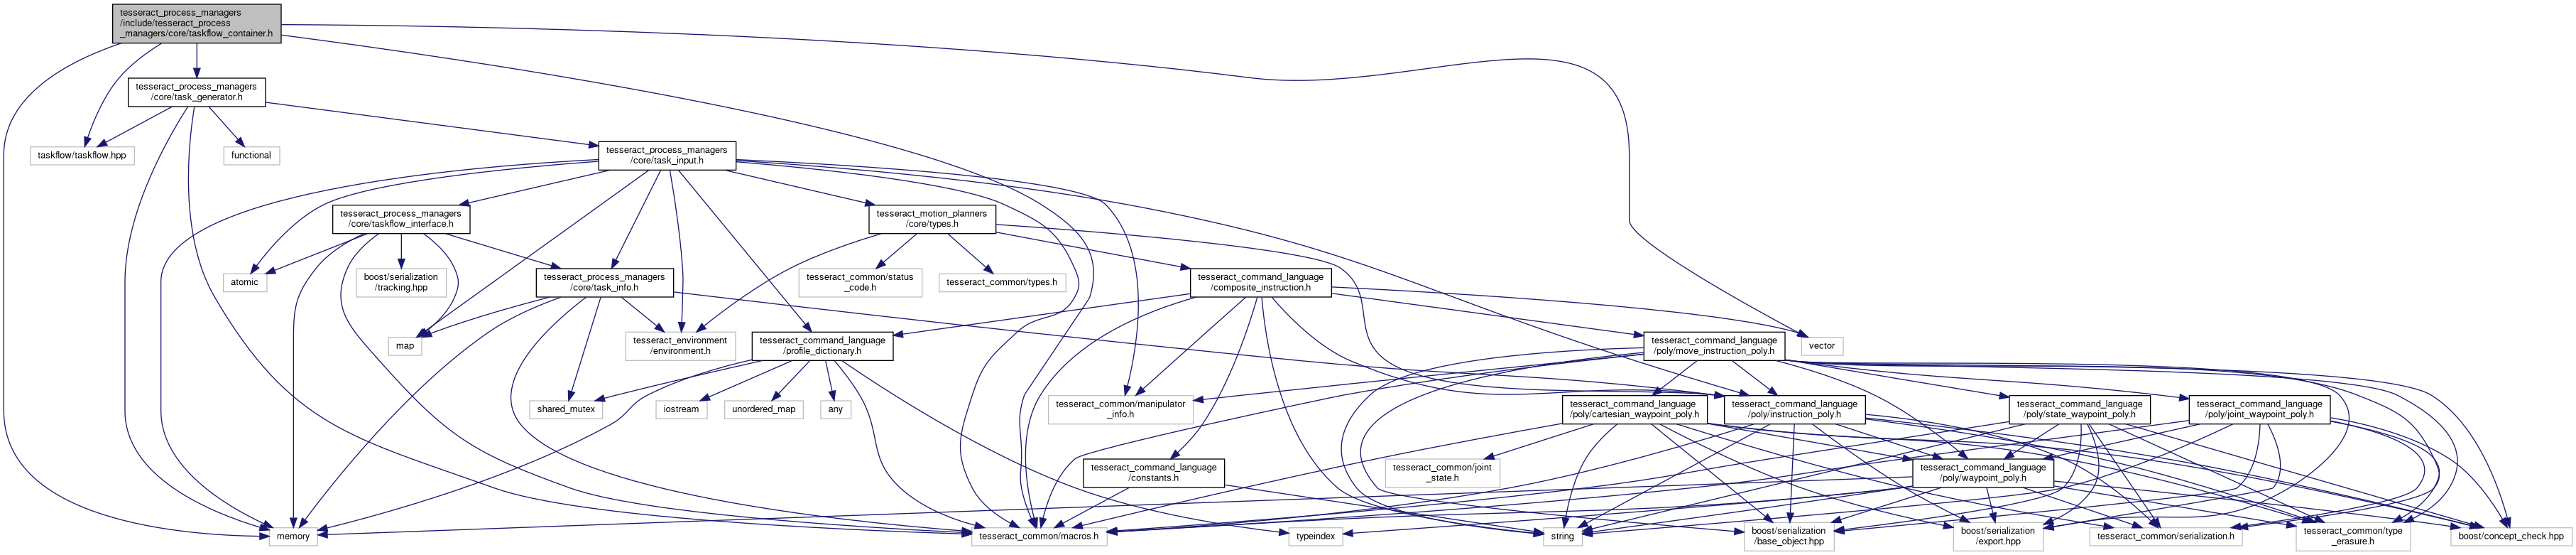 tesseract_process_managers
/include/tesseract_process
_managers/core/taskflow_container.h
tesseract_process_managers
/core/task_generator.h
taskflow/taskflow.hpp
functional
tesseract_process_managers
/core/task_input.h
tesseract_process_managers
/core/taskflow_interface.h
tesseract_motion_planners
/core/types.h
atomic
boost/serialization
/tracking.hpp
tesseract_process_managers
/core/task_info.h
tesseract_common/status
_code.h
tesseract_common/types.h
tesseract_command_language
/composite_instruction.h
map
tesseract_environment
/environment.h
tesseract_command_language
/profile_dictionary.h
tesseract_command_language
/poly/move_instruction_poly.h
vector
shared_mutex
iostream
unordered_map
any
tesseract_common/manipulator
_info.h
tesseract_command_language
/poly/cartesian_waypoint_poly.h
tesseract_command_language
/poly/instruction_poly.h
tesseract_command_language
/poly/state_waypoint_poly.h
tesseract_command_language
/poly/joint_waypoint_poly.h
tesseract_command_language
/constants.h
tesseract_common/joint
_state.h
tesseract_command_language
/poly/waypoint_poly.h
memory
tesseract_common/macros.h
typeindex
string
boost/serialization
/base_object.hpp
boost/serialization
/export.hpp
tesseract_common/serialization.h
tesseract_common/type
_erasure.h
boost/concept_check.hpp